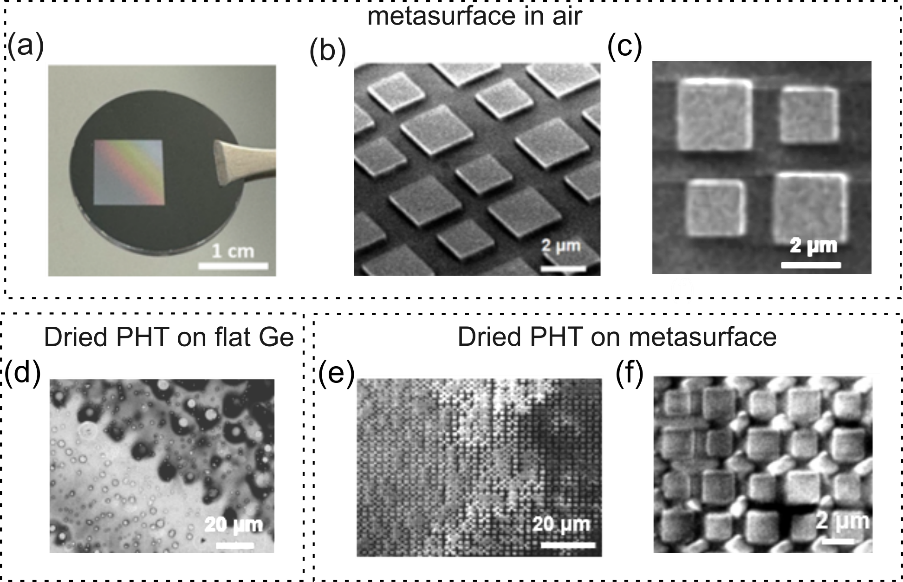 metasurface in air
(a)
(b)
(c)
1 cm
2 µm
2 µm
Dried PHT on flat Ge
Dried PHT on metasurface
(d)
(e)
(f)
20 µm
20 µm
2 µm